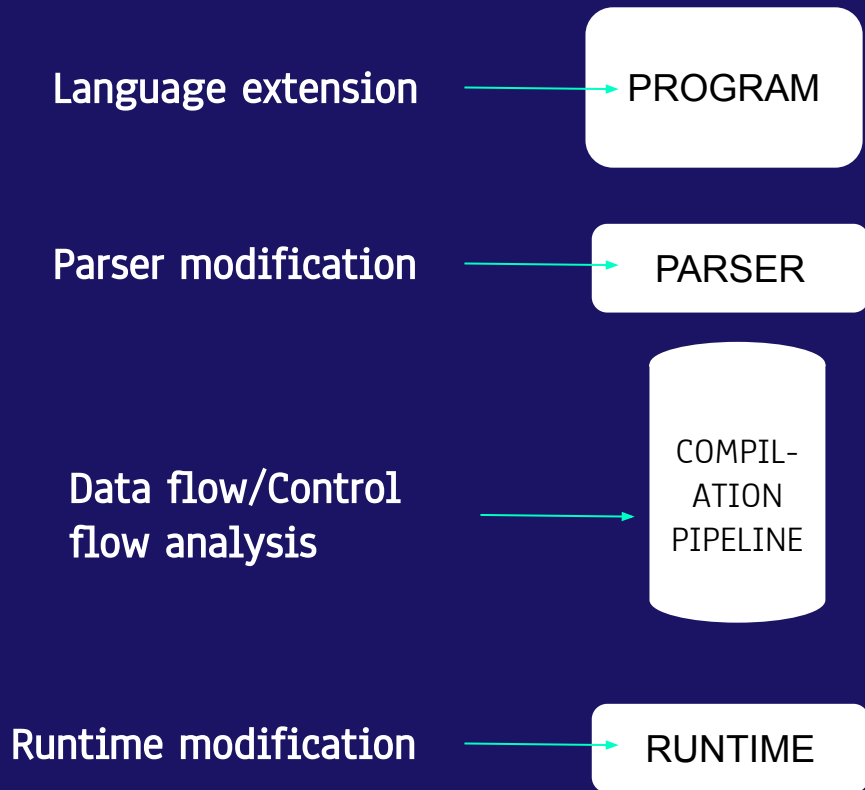 Language extension
PROGRAM
Parser modification
PARSER
Data flow/Control
flow analysis
COMPIL-
ATION
PIPELINE
Runtime modification
RUNTIME